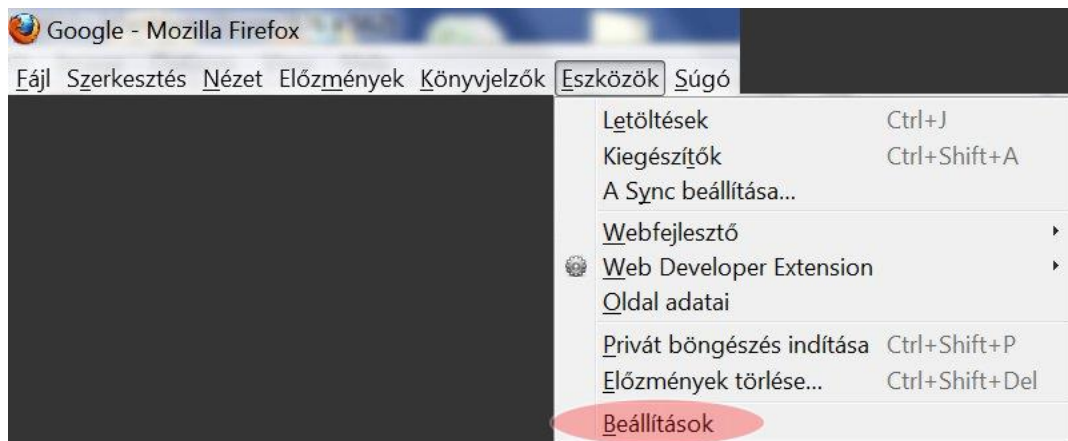 Google - Mozilla Firefox
Fájl Szerkesztés Nézet Előzmények Könyvjelzők Eszközök Súgó
Letöltések Ctrl+J
Kiegészítők Ctrl+Shift+A
A Sync beállítása...
Webfejlesztő
Web Developer Extension
Oldal adatai
Privát böngészés indítása Ctrl+Shift+P
Előzmények törlése... Ctrl+Shift+Del
Beállítások